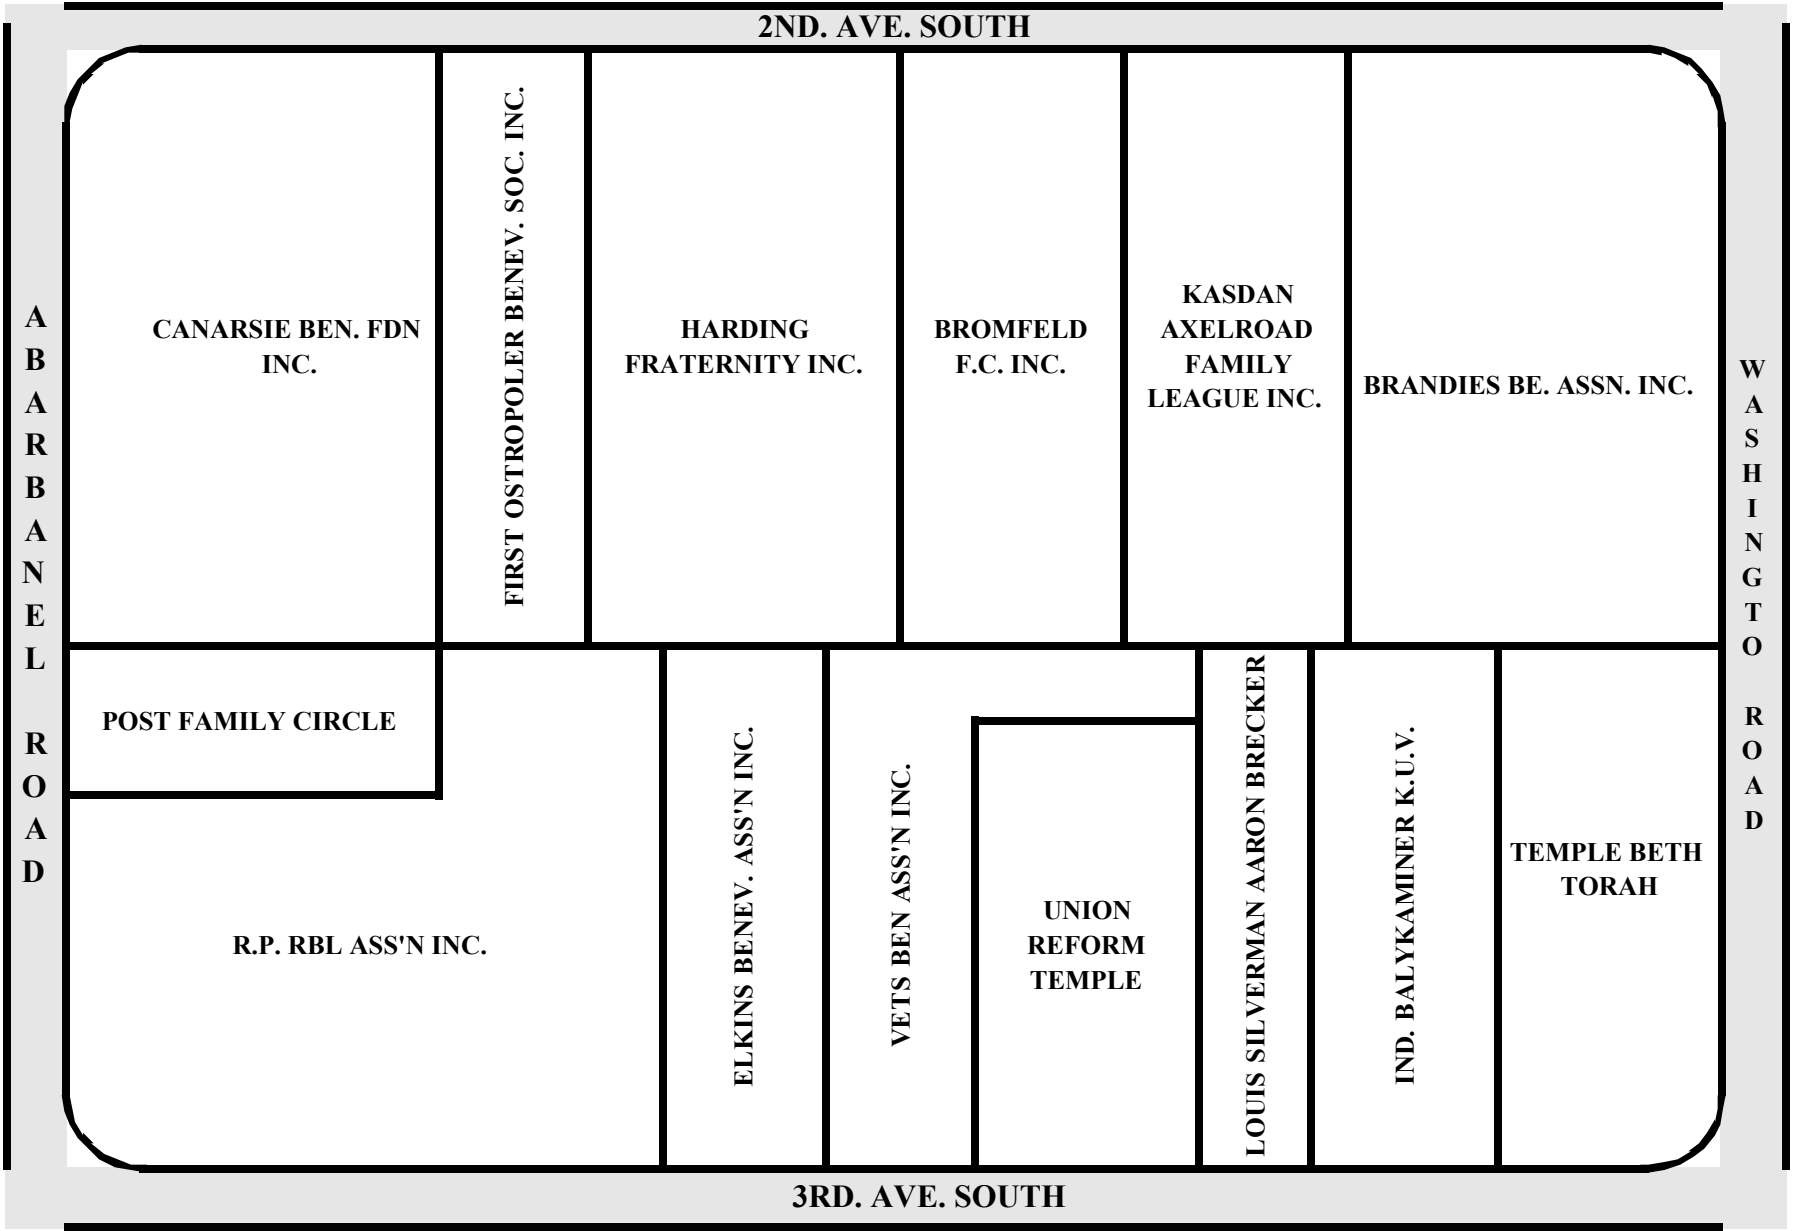 2ND. AVE. SOUTH
ABARBANEL ROAD
CANARSIE BEN. FDN
INC.
FIRST OSTROPOLER BENEV. SOC. INC.
HARDING
FRATERNITY INC.
BROMFELD
F.C. INC.
KASDAN
AXELROAD
FAMILY
LEAGUE INC.
BRANDIES BE. ASSN. INC.
WASHINGTO ROAD
POST FAMILY CIRCLE
R.P. RBL ASS'N INC.
ELKINS BENEV. ASS'N INC.
VETS BEN ASS'N INC.
UNION
REFORM
TEMPLE
LOUIS SILVERMAN AARON BRECKER
IND. BALYKAMINER K.U.V.
TEMPLE BETH
TORAH
3RD. AVE. SOUTH